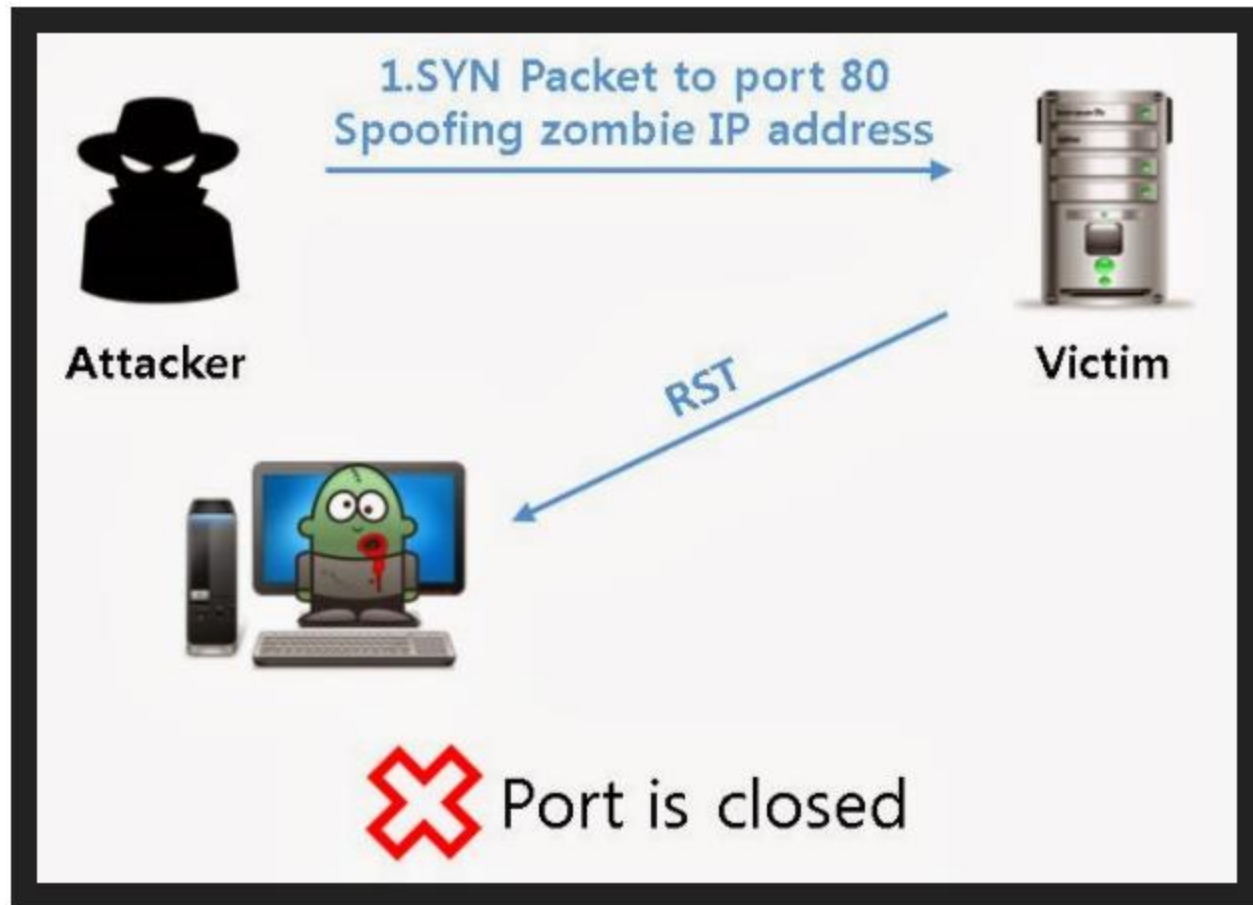 1.SYN Packet to port 80
Spoofing zombie IP address
Attacker
Victim
RST
Port is closed